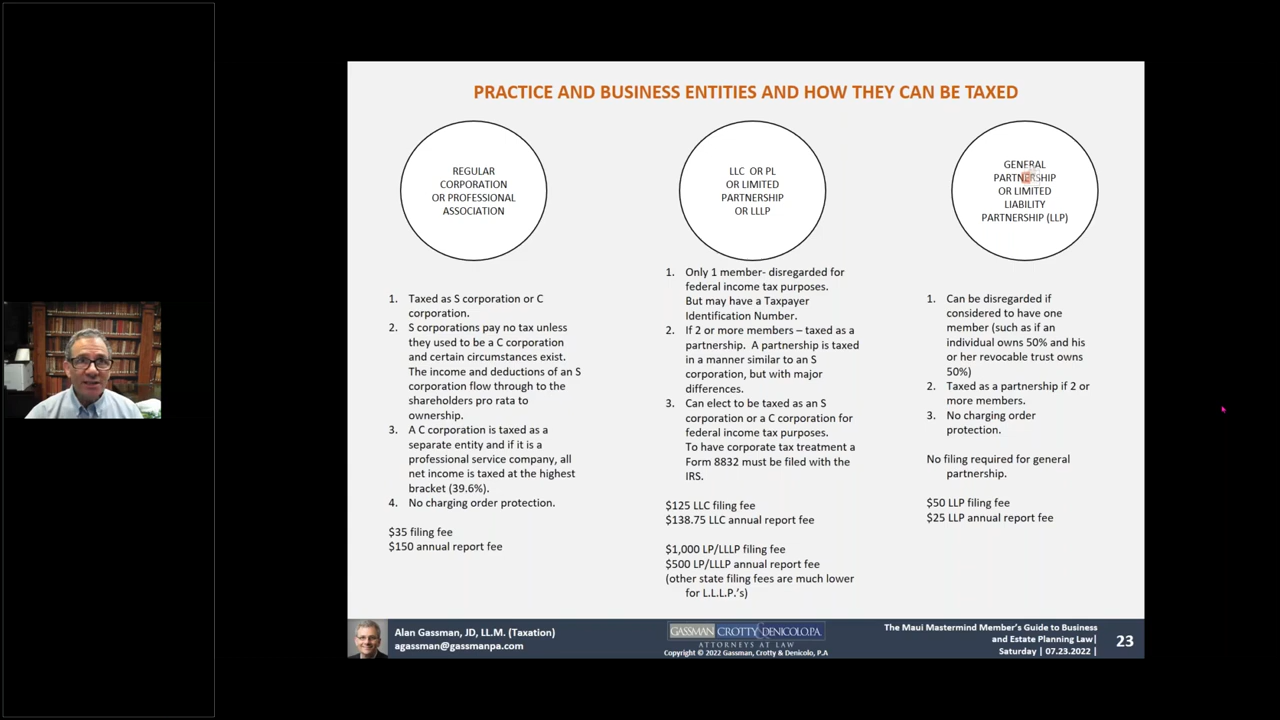 PRACTICE AND BUSINESS ENTITIES AND HOW THEY CAN BE TAXED
REGULAR
CORPORATION
OR PROFESSIONAL
ASSOCIATION
LLC OR PL
OR LIMITED
PARTNERSHIP
OR LLLP
GENERAL
PARTNERSHIP
OR LIMITED
LIABILITY
PARTNERSHIP (LLP)
1. Taxed as S corporation or C
corporation.
2. S corporations pay no tax unless
they used to be a C corporation
and certain circumstances exist.
The income and deductions of an S
corporation flow through to the
shareholders pro rata to
ownership.
3. A C corporation is taxed as a
separate entity and if it is a
professional service company, all
net income is taxed at the highest
bracket (39.6%).
4. No charging order protection.
$35 filing fee
$150 annual report fee
1. Only 1 member- disregarded for
federal income tax purposes.
But may have a Taxpayer
Identification Number.
2. If 2 or more members – taxed as a
partnership. A partnership is taxed
in a manner similar to an S
corporation, but with major
differences.
3. Can elect to be taxed as an S
corporation or a C corporation for
federal income tax purposes.
To have corporate tax treatment a
Form 8832 must be filed with the
IRS.
$125 LLC filing fee
$138.75 LLC annual report fee
$1,000 LP/LLLP filing fee
$500 LP/LLLP annual report fee
(other state filing fees are much lower
for L.L.L.P.'s)
1. Can be disregarded if
considered to have one
member (such as if an
individual owns 50% and his
or her revocable trust owns
50%)
2. Taxed as a partnership if 2 or
more members.
3. No charging order
protection.
No filing required for general
partnership.
$50 LLP filing fee
$25 LLP annual report fee
Alan Gassman, JD, LL.M. (Taxation)
agassman@gassmanpa.com
GASSMAN CROTTY & DENICOLO, P.A.
ATTORNEYS AT LAW
Copyright © 2022 Gassman, Crotty & Denicolo, P.A
The Maui Mastermind Member's Guide to Business
and Estate Planning Law|
Saturday | 07.23.2022 |
23